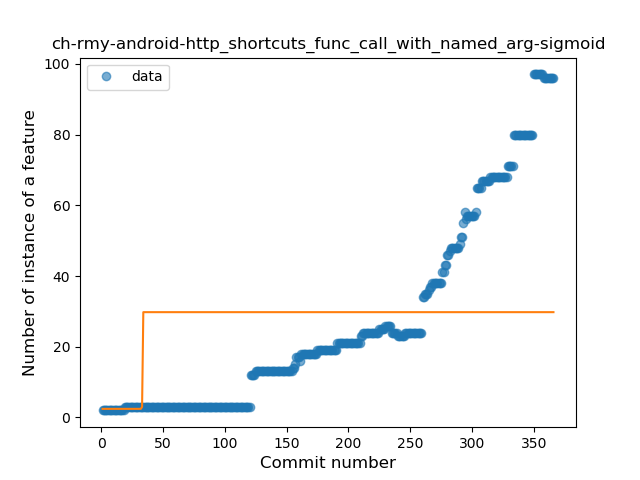 ch-rmy-android-http_shortcuts_func_call_with_named_arg-sigmoid
data
Number of instance of a feature
100
80
60
40
20
0
0 50 100 150 200 250 300 350
Commit number